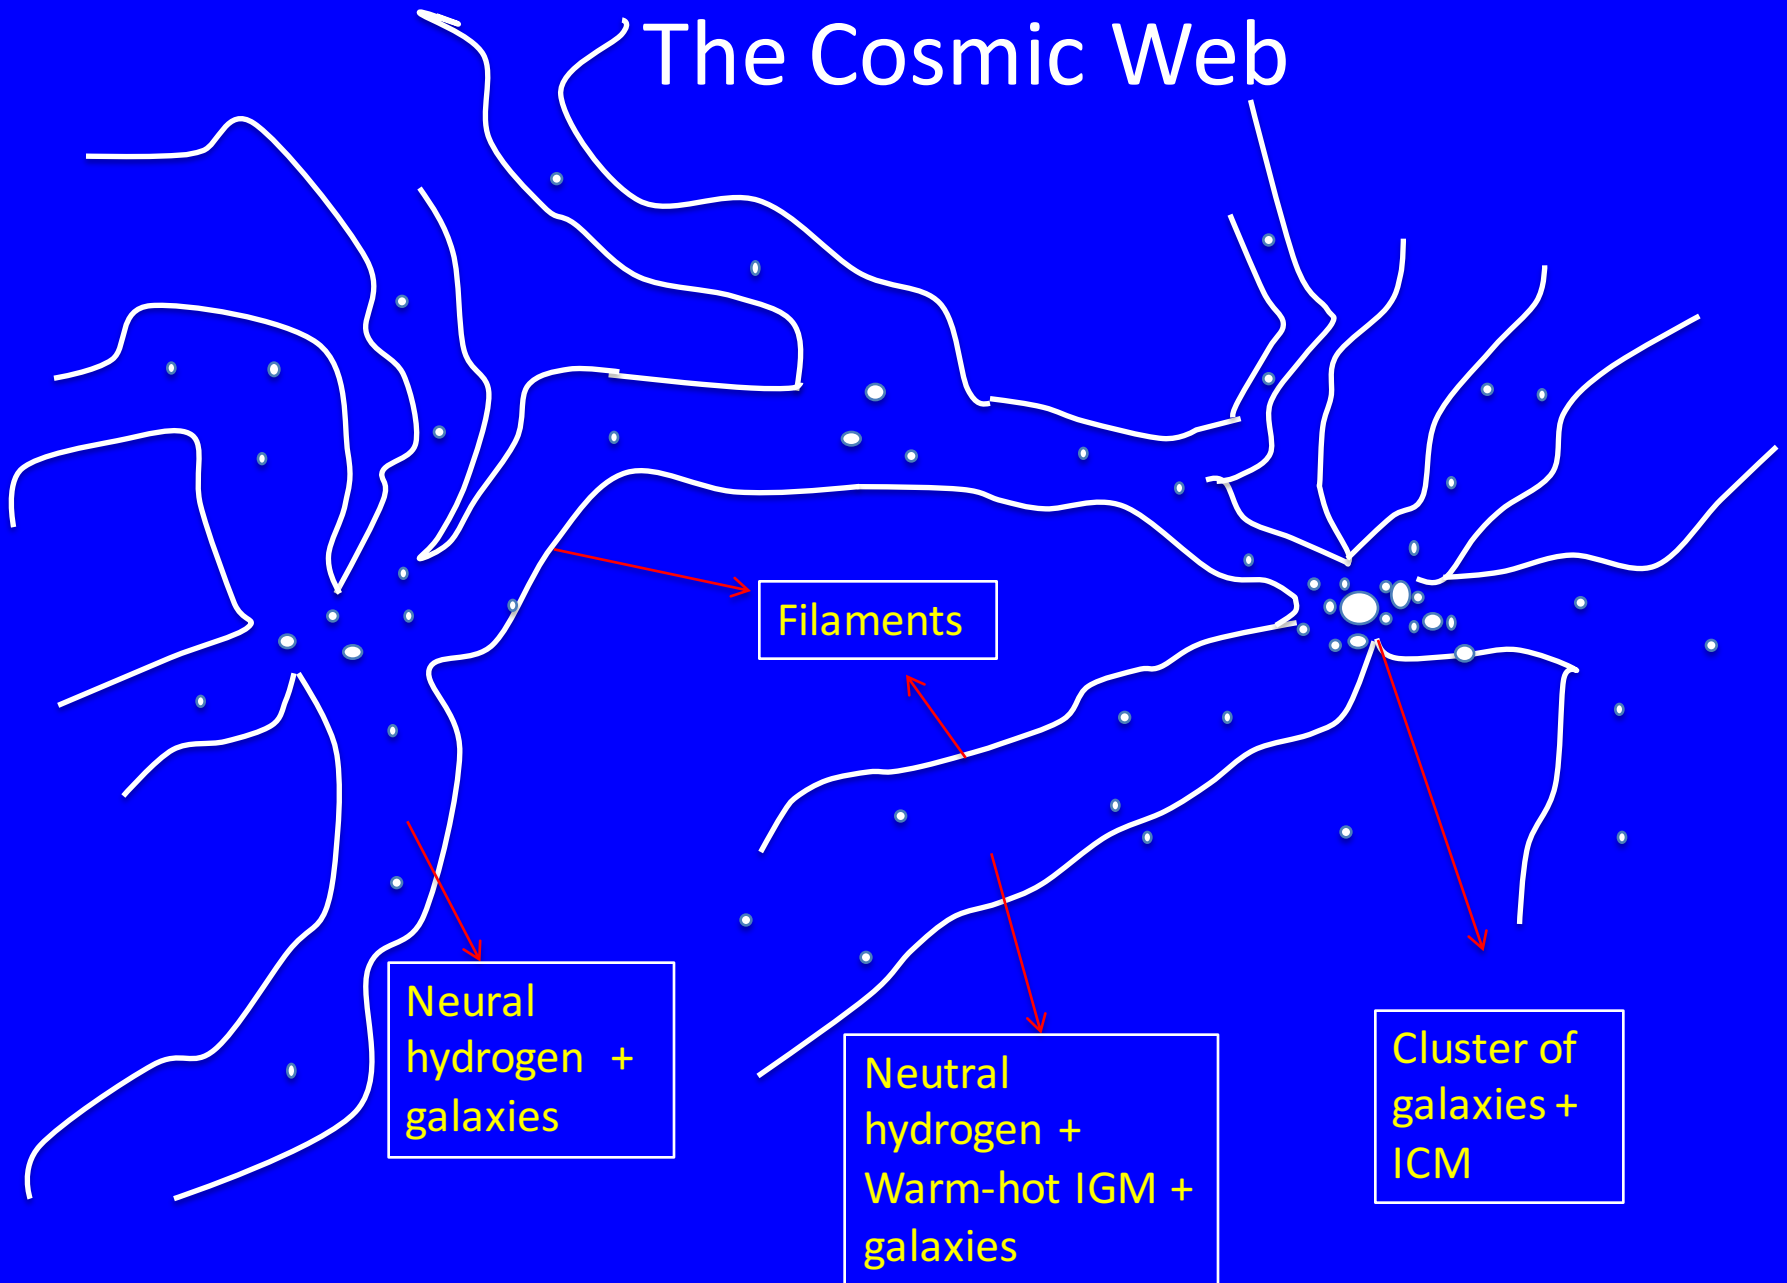 The Cosmic Web
Filaments
Neural
hydrogen +
galaxies
Neutral
hydrogen +
Warm-hot IGM +
galaxies
Cluster of
galaxies +
ICM